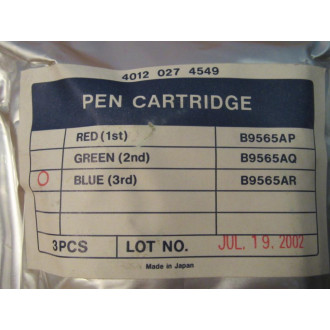 4012 027 4549
PEN CARTRIDGE
RED (1st) B9565AP
GREEN (2nd) B9565AQ
BLUE (3rd) B9565AR
3PCS LOT NO. JUL. 19. 2002
Made in Japan